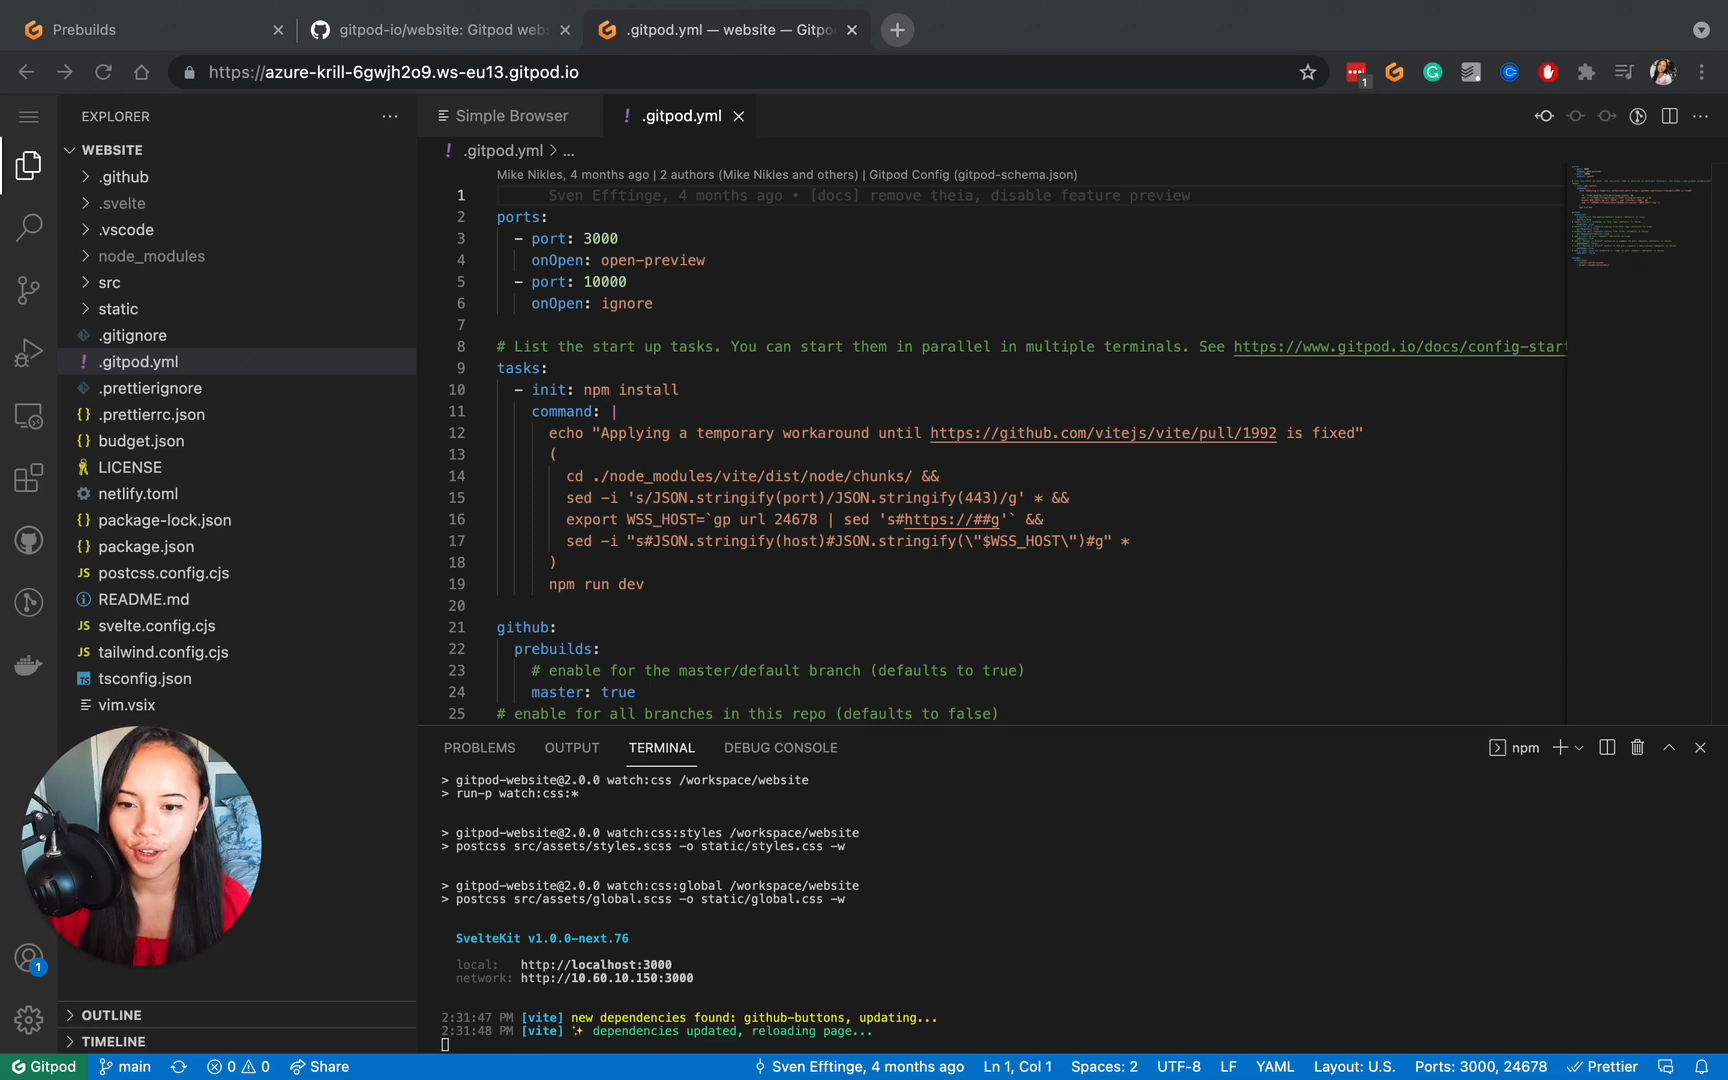 Prebuilds
gitpod-io/website: Gitpod webs
.gitpod.yml — website — Gitpo
https://azure-krill-6gwjh2o9.ws-eu13.gitpod.io
1
EXPLORER
Simple Browser
! .gitpod.yml
WEBSITE
.github
.svelte
.vscode
node_modules
src
static
.gitignore
! .gitpod.yml
.prettierignore
{ } .prettierrc.json
{ } budget.json
LICENSE
netlify.toml
{ } package-lock.json
{ } package.json
JS postcss.config.cjs
README.md
JS svelte.config.cjs
JS tailwind.config.cjs
TS tsconfig.json
vim.vsix
! .gitpod.yml > ...
Mike Nikles, 4 months ago | 2 authors (Mike Nikles and others) | Gitpod Config (gitpod-schema.json)
1 Sven Efftinge, 4 months ago • [docs] remove theia, disable feature preview
2 ports:
3 - port: 3000
4 onOpen: open-preview
5 - port: 10000
6 onOpen: ignore
7
8 # List the start up tasks. You can start them in parallel in multiple terminals. See https://www.gitpod.io/docs/config-start
9 tasks:
10 - init: npm install
11 command: |
12 echo "Applying a temporary workaround until https://github.com/vitejs/vite/pull/1992 is fixed"
13 (
14 cd ./node_modules/vite/dist/node/chunks/ &&
15 sed -i 's/JSON.stringify(port)/JSON.stringify(443)/g' * &&
16 export WSS_HOST=`gp url 24678 | sed 's#https://##g'` &&
17 sed -i "s#JSON.stringify(host)#JSON.stringify(\"$WSS_HOST\")#g" *
18 )
19 npm run dev
20
21 github:
22 prebuilds:
23 # enable for the master/default branch (defaults to true)
24 master: true
25 # enable for all branches in this repo (defaults to false)
PROBLEMS OUTPUT TERMINAL DEBUG CONSOLE
npm
> gitpod-website@2.0.0 watch:css /workspace/website
> run-p watch:css:*
> gitpod-website@2.0.0 watch:css:styles /workspace/website
> postcss src/assets/styles.scss -o static/styles.css -w
> gitpod-website@2.0.0 watch:css:global /workspace/website
> postcss src/assets/global.scss -o static/global.css -w
SvelteKit v1.0.0-next.76
local: http://localhost:3000
network: http://10.60.10.150:3000
2:31:47 PM [vite] new dependencies found: github-buttons, updating...
2:31:48 PM [vite] ✨ dependencies updated, reloading page...
1
OUTLINE
TIMELINE
Gitpod main 0 0 Share Sven Efftinge, 4 months ago Ln 1, Col 1 Spaces: 2 UTF-8 LF YAML Layout: U.S. Ports: 3000, 24678 Prettier